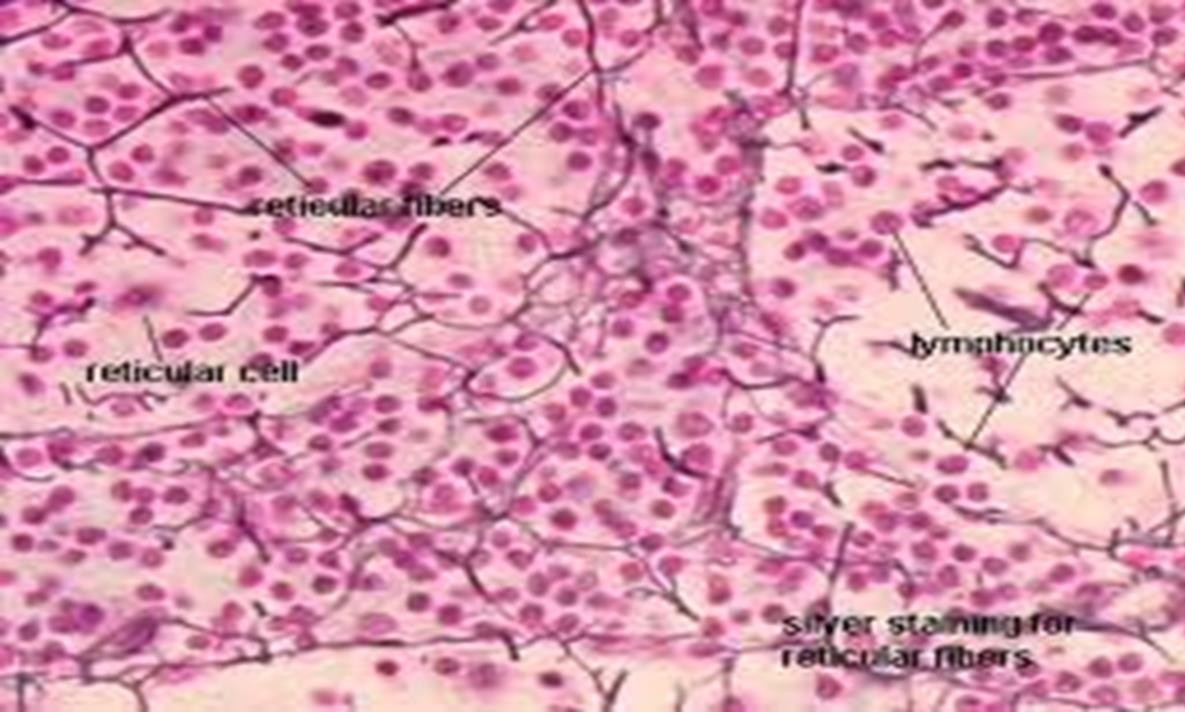 reticular fibers
lymphocytes
reticular cell
silver staining for
reticular fibers